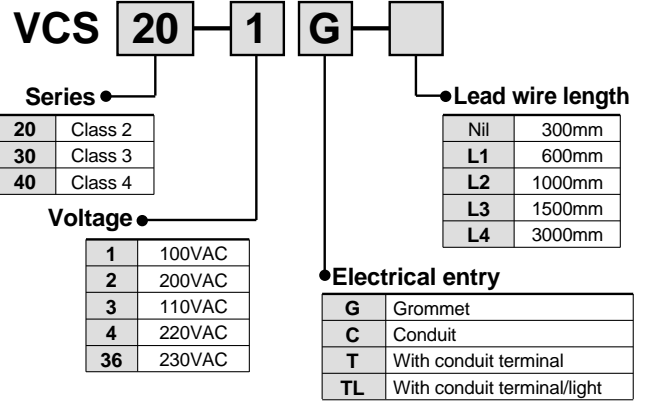 VCS 20 - 1 G -
Series
20 Class 2
30 Class 3
40 Class 4
Voltage
1 100VAC
2 200VAC
3 110VAC
4 220VAC
36 230VAC
Lead wire length
Nil 300mm
L1 600mm
L2 1000mm
L3 1500mm
L4 3000mm
Electrical entry
G Grommet
C Conduit
T With conduit terminal
TL With conduit terminal/light